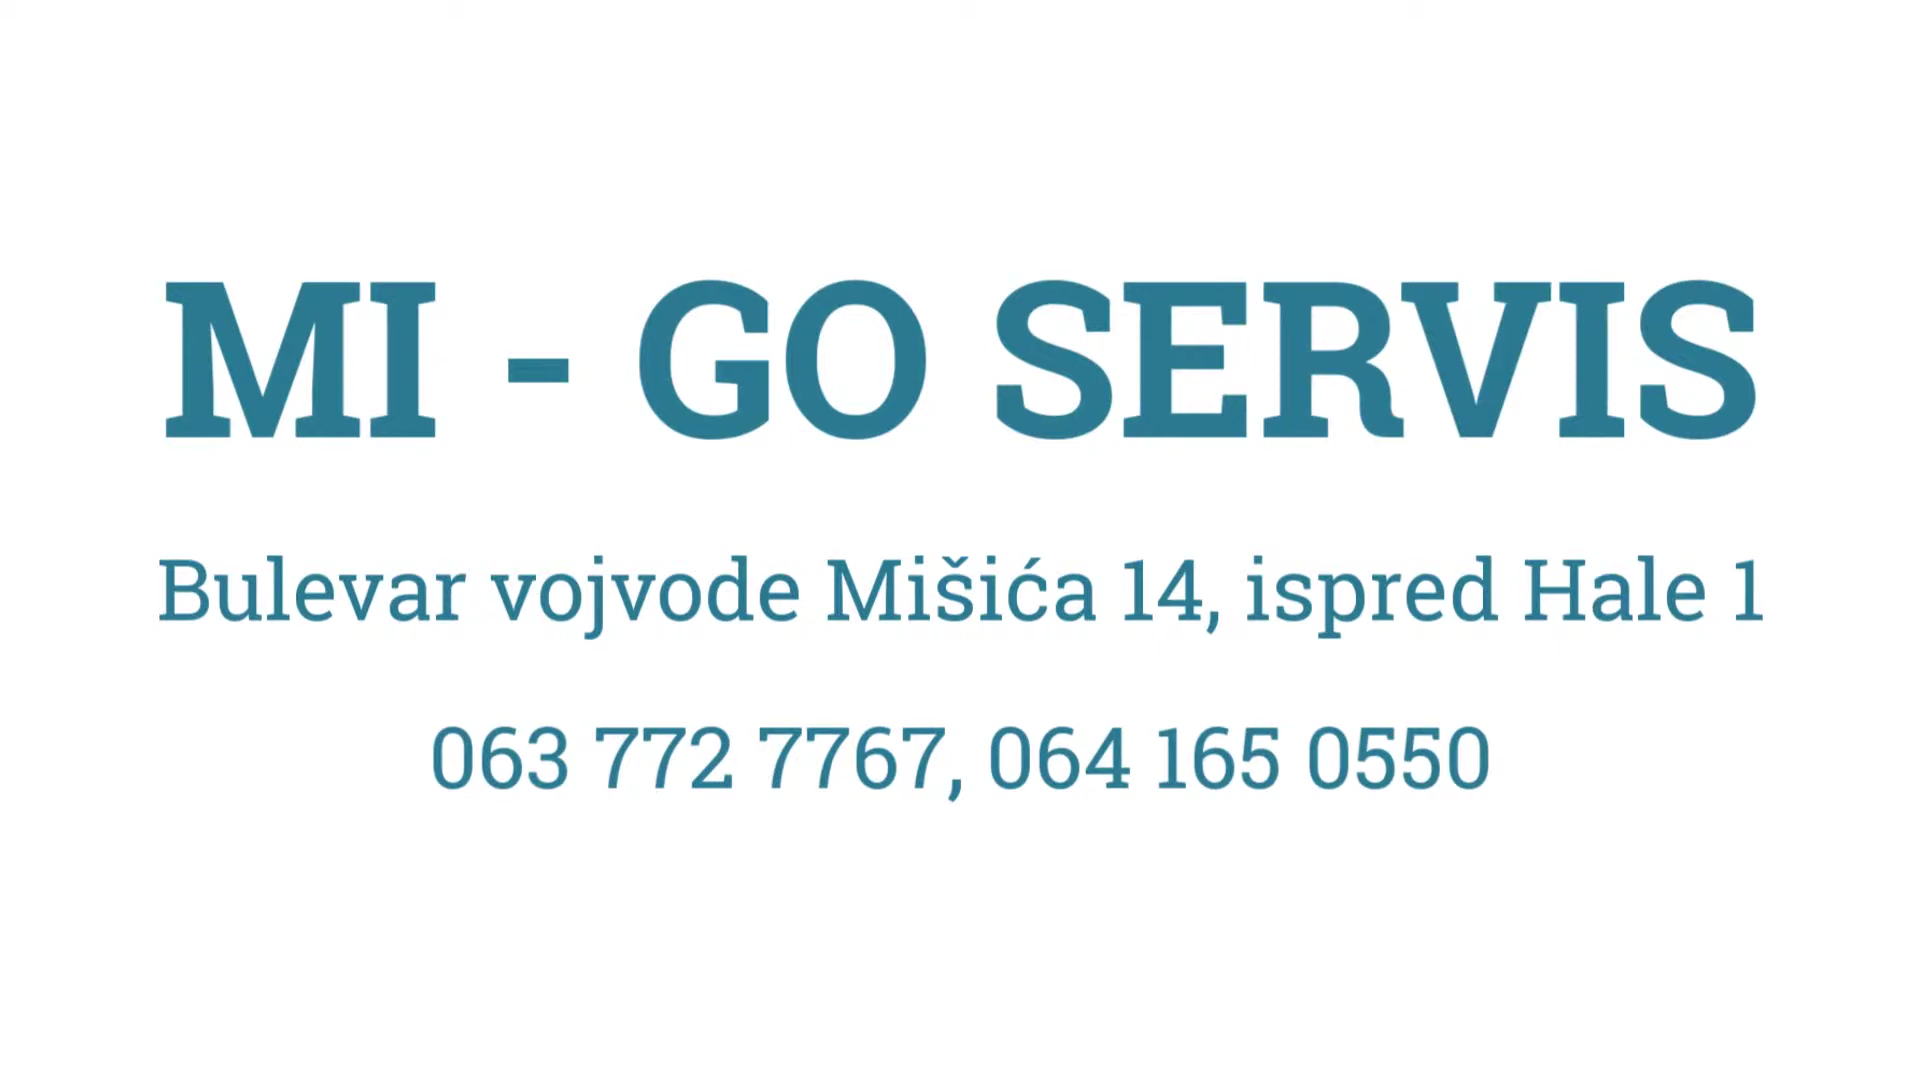 MI - GO SERVIS
Bulevar vojvode Mišića 14, ispred Hale 1
063 772 7767, 064 165 0550